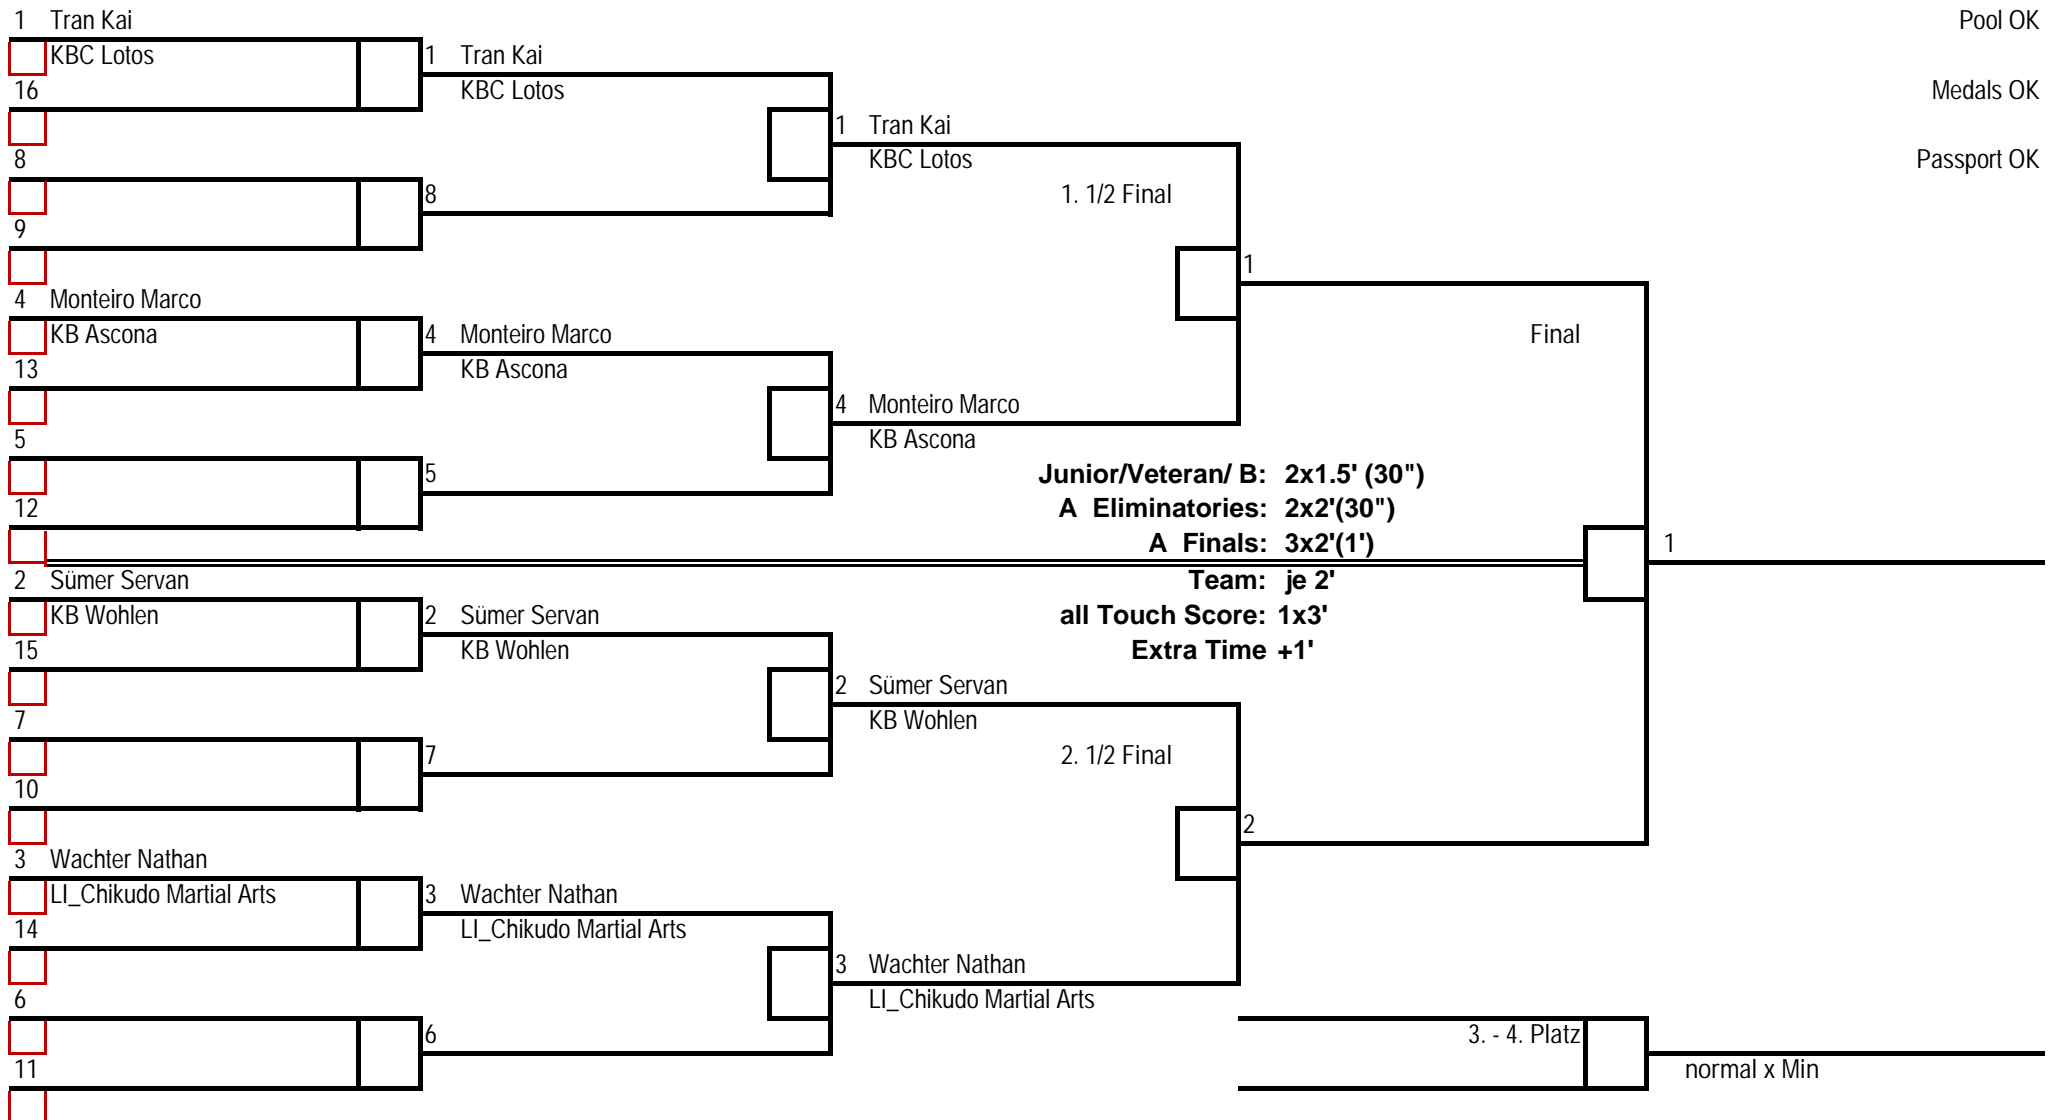 1 Tran Kai Pool OK
KBC Lotos 1 Tran Kai
16 KBC Lotos Medals OK
1 Tran Kai
8 KBC Lotos Passport OK
8 1. 1/2 Final
9
1
4 Monteiro Marco
KB Ascona 4 Monteiro Marco Final
13 KB Ascona
4 Monteiro Marco
5 KB Ascona
5 Junior/Veteran/ B: 2x1.5' (30")
12 A Eliminatories: 2x2'(30")
A Finals: 3x2'(1') 1
2 Sümer Servan Team: je 2'
KB Wohlen 2 Sümer Servan all Touch Score: 1x3'
15 KB Wohlen Extra Time +1'
2 Sümer Servan
7 KB Wohlen
7 2. 1/2 Final
10
2
3 Wachter Nathan
LI_Chikudo Martial Arts 3 Wachter Nathan
14 LI_Chikudo Martial Arts
3 Wachter Nathan
6 LI_Chikudo Martial Arts
6 3. - 4. Platz
11 normal x Min